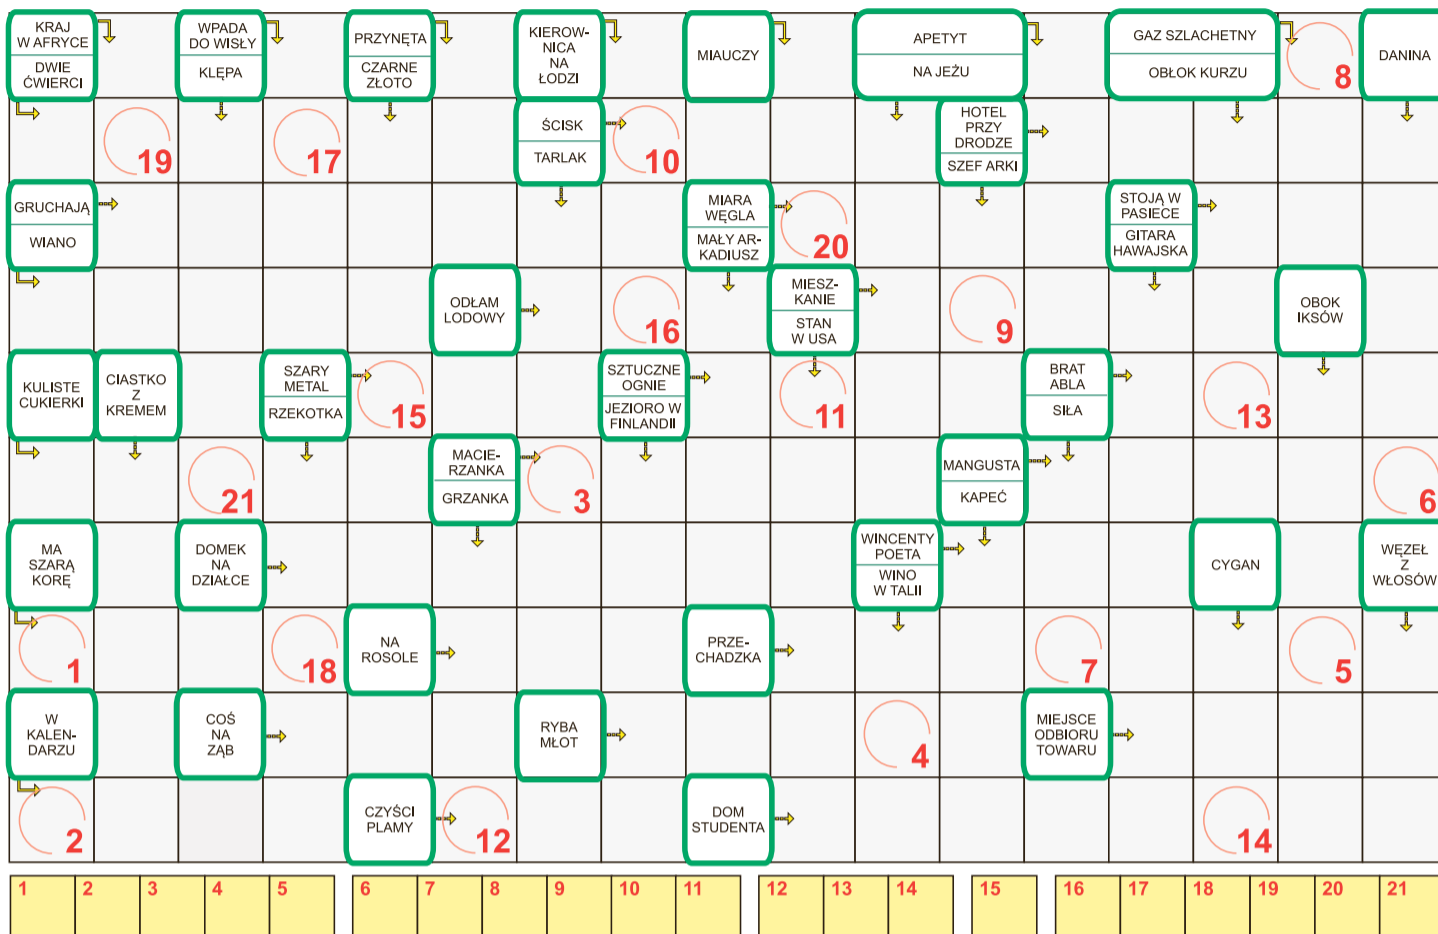 KRAJ
W AFRYCE
DWIE
ĆWIERCI
WPADA
DO WISŁY
KLĘPA
PRZYNĘTA
CZARNE
ZŁOTO
KIEROW-
NICA
NA
ŁODZI
MIAUCZY
APETYT
NA JEŻU
GAZ SZLACHETNY
OBŁOK KURZU
8
DANINA
19
17
ŚCISK
TARLAK
10
HOTEL
PRZY
DRODZE
SZEF ARKI
GRUCHAJĄ
WIANO
MIARA
WĘGLA
MAŁY AR-
KADIUSZ
20
STOJĄ W
PASIECE
GITARA
HAWAJSKA
ODŁAM
LODOWY
16
MIESZ-
KANIE
STAN
W USA
9
OBOK
IKSÓW
KULISTE
CUKIERKI
CIASTKO
Z
KREMEM
SZARY
METAL
RZEKOTKA
15
SZTUCZNE
OGNIE
JEZIORO W
FINLANDII
11
BRAT
ABLA
SIŁA
13
21
MACIE-
RZANKA
GRZANKA
3
MANGUSTA
KAPEĆ
6
MA
SZARĄ
KORĘ
DOMEK
NA
DZIAŁCE
WINCENTY
POETA
WINO
W TALII
CYGAN
WĘZEŁ
Z
WŁOSÓW
1
18
NA
ROSOLE
PRZE-
CHADZKA
7
5
W
KALEN-
DARZU
COŚ
NA
ZĄB
RYBA
MŁOT
4
MIEJSCE
ODBIORU
TOWARU
2
CZYŚCI
PLAMY
12
DOM
STUDENTA
14
1 2 3 4 5 6 7 8 9 10 11 12 13 14 15 16 17 18 19 20 21